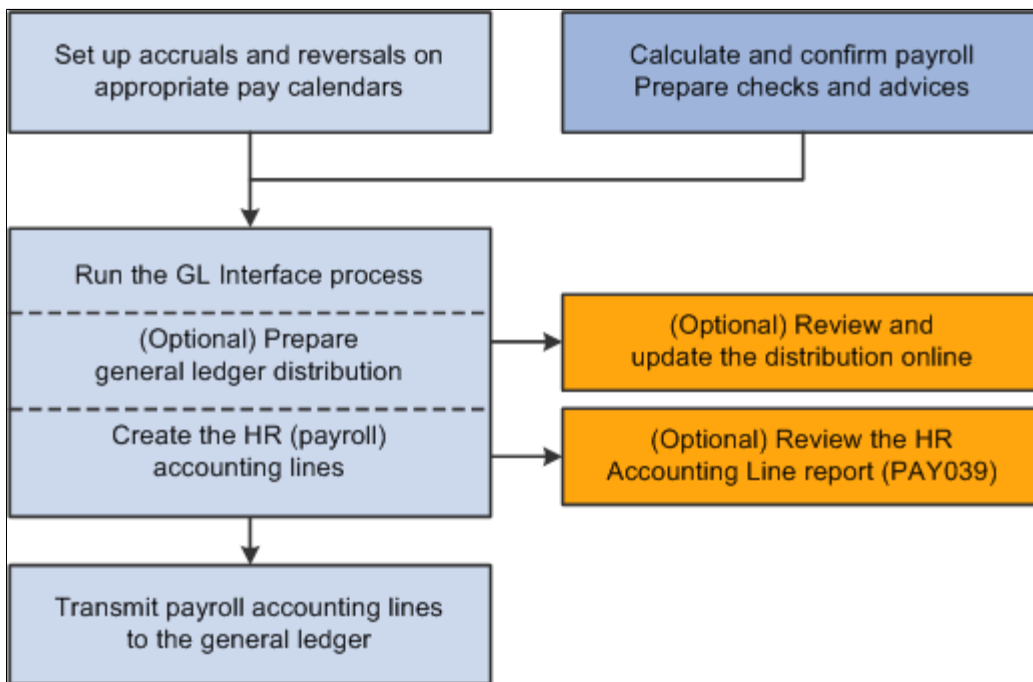 Set up accruals and reversals on
appropriate pay calendars
Calculate and confirm payroll
Prepare checks and advices
Run the GL Interface process
(Optional) Prepare
general ledger distribution
Create the HR (payroll)
accounting lines
(Optional) Review and
update the distribution online
(Optional) Review the HR
Accounting Line report (PAY039)
Transmit payroll accounting lines
to the general ledger